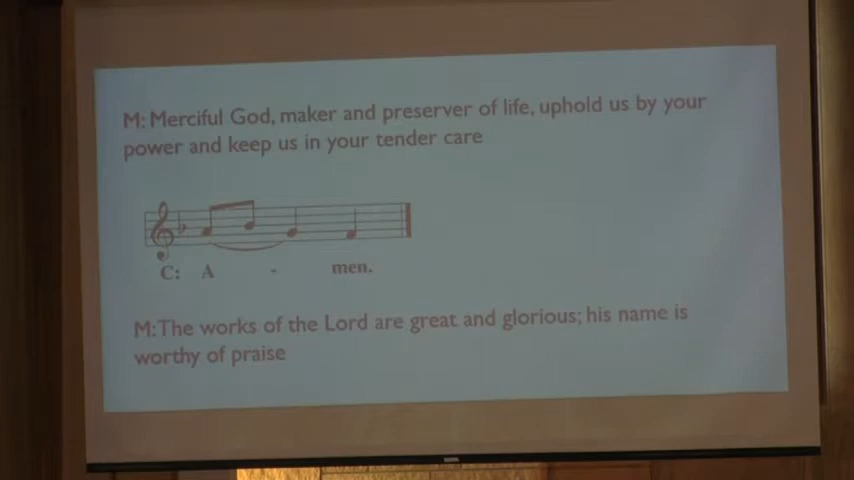 M: Merciful God, maker and preserver of life, uphold us by your
power and keep us in your tender care
C: A - men.
M:The works of the Lord are great and glorious; his name is
worthy of praise